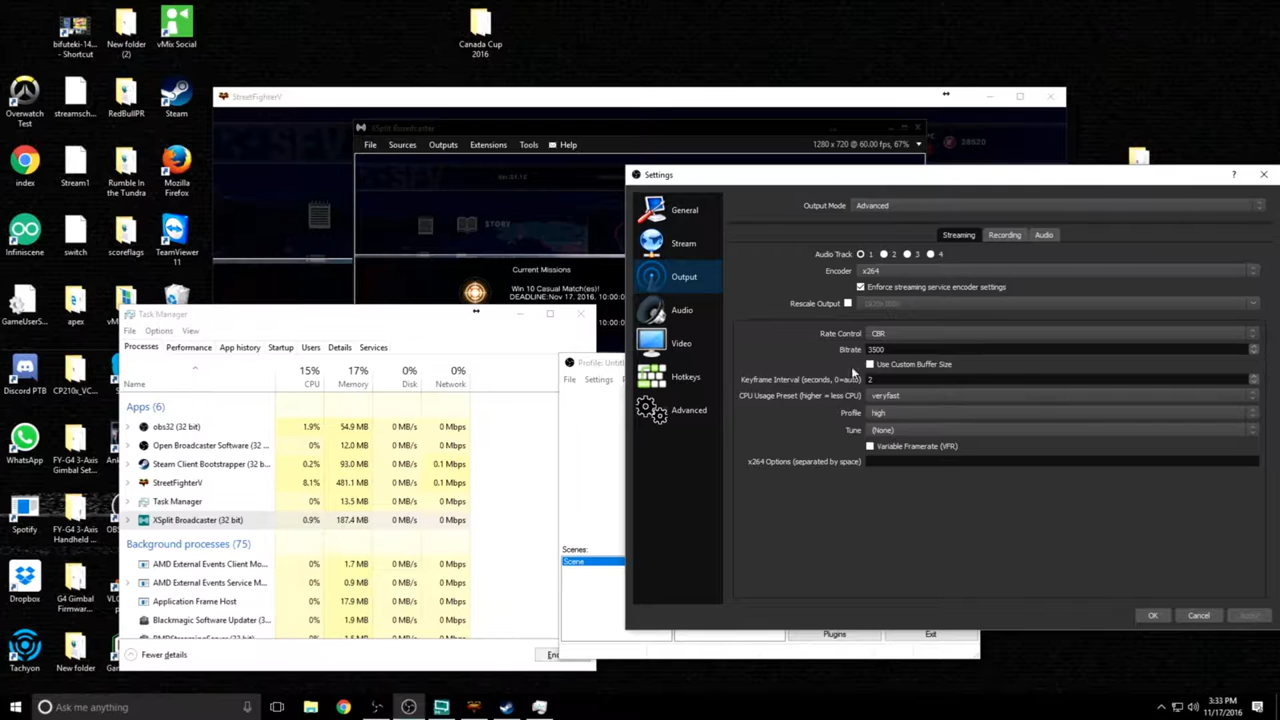 bifuteki-14...
- Shortcut
New folder
(2)
vMix Social
Canada Cup
2016
Overwatch
Test
streamsch...
RedBullPR
Steam
index
Stream1
Rumble In
the Tundra
Mozilla
Firefox
Infiniscene
switch
scoreflags
TeamViewer
11
GameUserS...
apex
Discord PTB
CP210x_VC...
WhatsApp
FY-G4 3-Axis
Gimbal Set...
Spotify
FY-G4 3-Axis
Handheld ...
Dropbox
G4 Gimbal
Firmwar...
Tachyon
New folder
StreetFighterV
28520
XSplit Broadcaster
File Sources Outputs Extensions Tools Help
1280 x 720 @ 60.00 fps, 67%
STORY
Current Missions
Win 10 Casual Match(es)!
DEADLINE:Nov 17, 2016, 10:00:0
Task Manager
File Options View
Processes Performance App history Startup Users Details Services
15% 17% 0% 0%
Name CPU Memory Disk Network
Apps (6)
obs32 (32 bit) 1.9% 54.9 MB 0 MB/s 0 Mbps
Open Broadcaster Software (32 ... 0% 12.0 MB 0 MB/s 0 Mbps
Steam Client Bootstrapper (32 b... 0.2% 93.0 MB 0 MB/s 0.1 Mbps
StreetFighterV 8.1% 481.1 MB 0 MB/s 0.1 Mbps
Task Manager 0% 13.5 MB 0 MB/s 0 Mbps
XSplit Broadcaster (32 bit) 0.9% 187.4 MB 0 MB/s 0 Mbps
Background processes (75)
AMD External Events Client Mo... 0% 1.7 MB 0 MB/s 0 Mbps
AMD External Events Service M... 0% 0.9 MB 0 MB/s 0 Mbps
Application Frame Host 0% 17.9 MB 0 MB/s 0 Mbps
Blackmagic Software Updater (3... 0% 1.6 MB 0 MB/s 0 Mbps
Fewer details
Profile: Untitl
File Settings
Scenes:
Scene
Plugins
Exit
Settings
General
Stream
Output
Audio
Video
Hotkeys
Advanced
Output Mode Advanced
Streaming Recording Audio
Audio Track 1 2 3 4
Encoder x264
Enforce streaming service encoder settings
Rescale Output
Rate Control CBR
Bitrate 3500
Use Custom Buffer Size
Keyframe Interval (seconds, 0=auto) 2
CPU Usage Preset (higher = less CPU) veryfast
Profile high
Tune (None)
Variable Framerate (VFR)
x264 Options (separated by space)
OK Cancel
Ask me anything
3:33 PM
11/17/2016